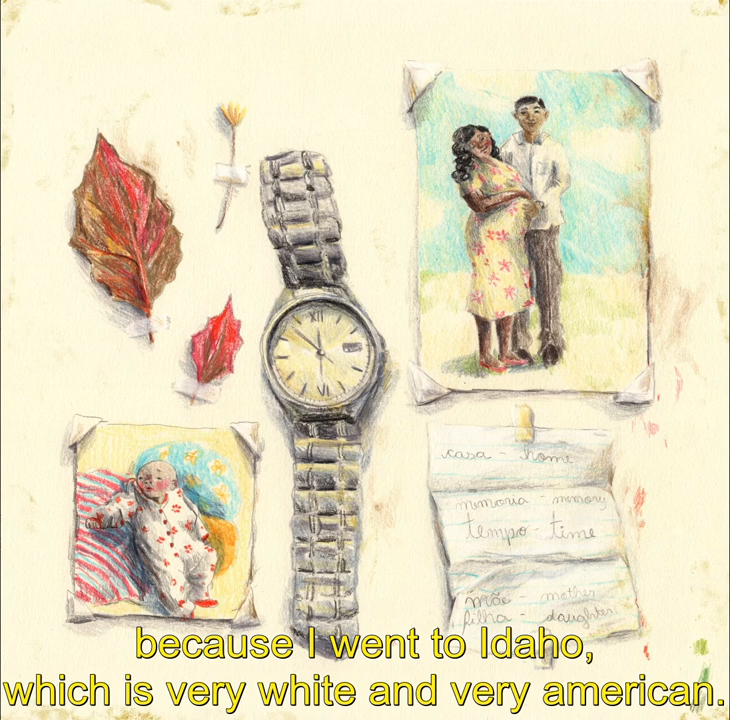 casa - home
memoria - memory
tempo - time
mãe - mother
filha - daughter
because I went to Idaho,
which is very white and very american.